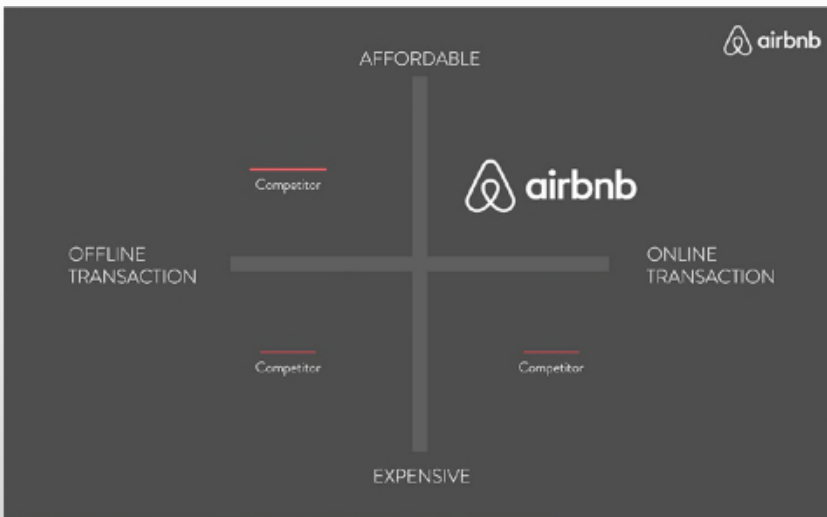 airbnb
AFFORDABLE
Competitor
airbnb
OFFLINE
TRANSACTION
ONLINE
TRANSACTION
Competitor
Competitor
EXPENSIVE